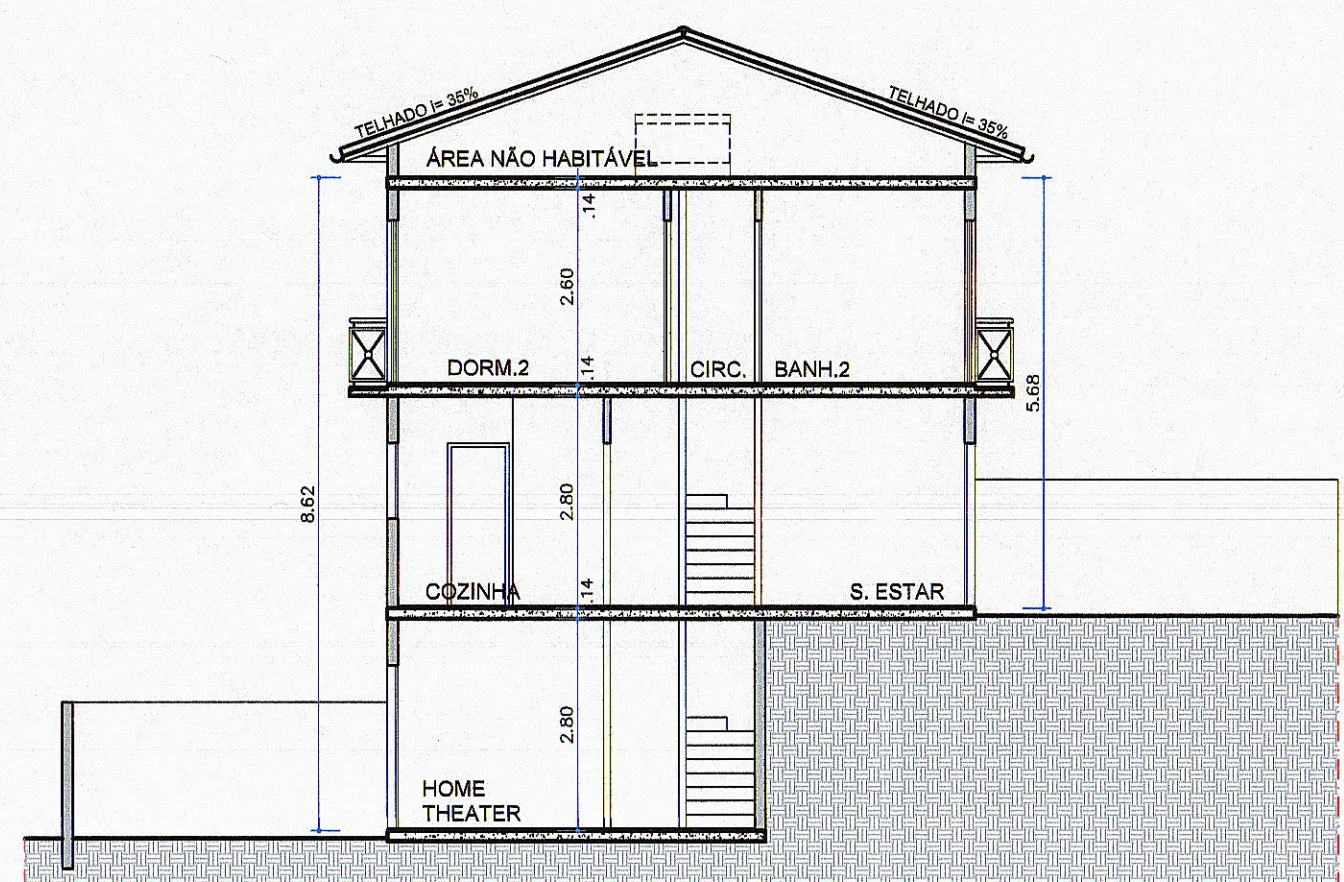 TELHADO i= 35%
TELHADO i= 35%
ÁREA NÃO HABITÁVEL
.14
2.60
DORM.2
.14
CIRC.
BANH.2
5.68
8.62
2.80
COZINHA
.14
S. ESTAR
2.80
HOME
THEATER